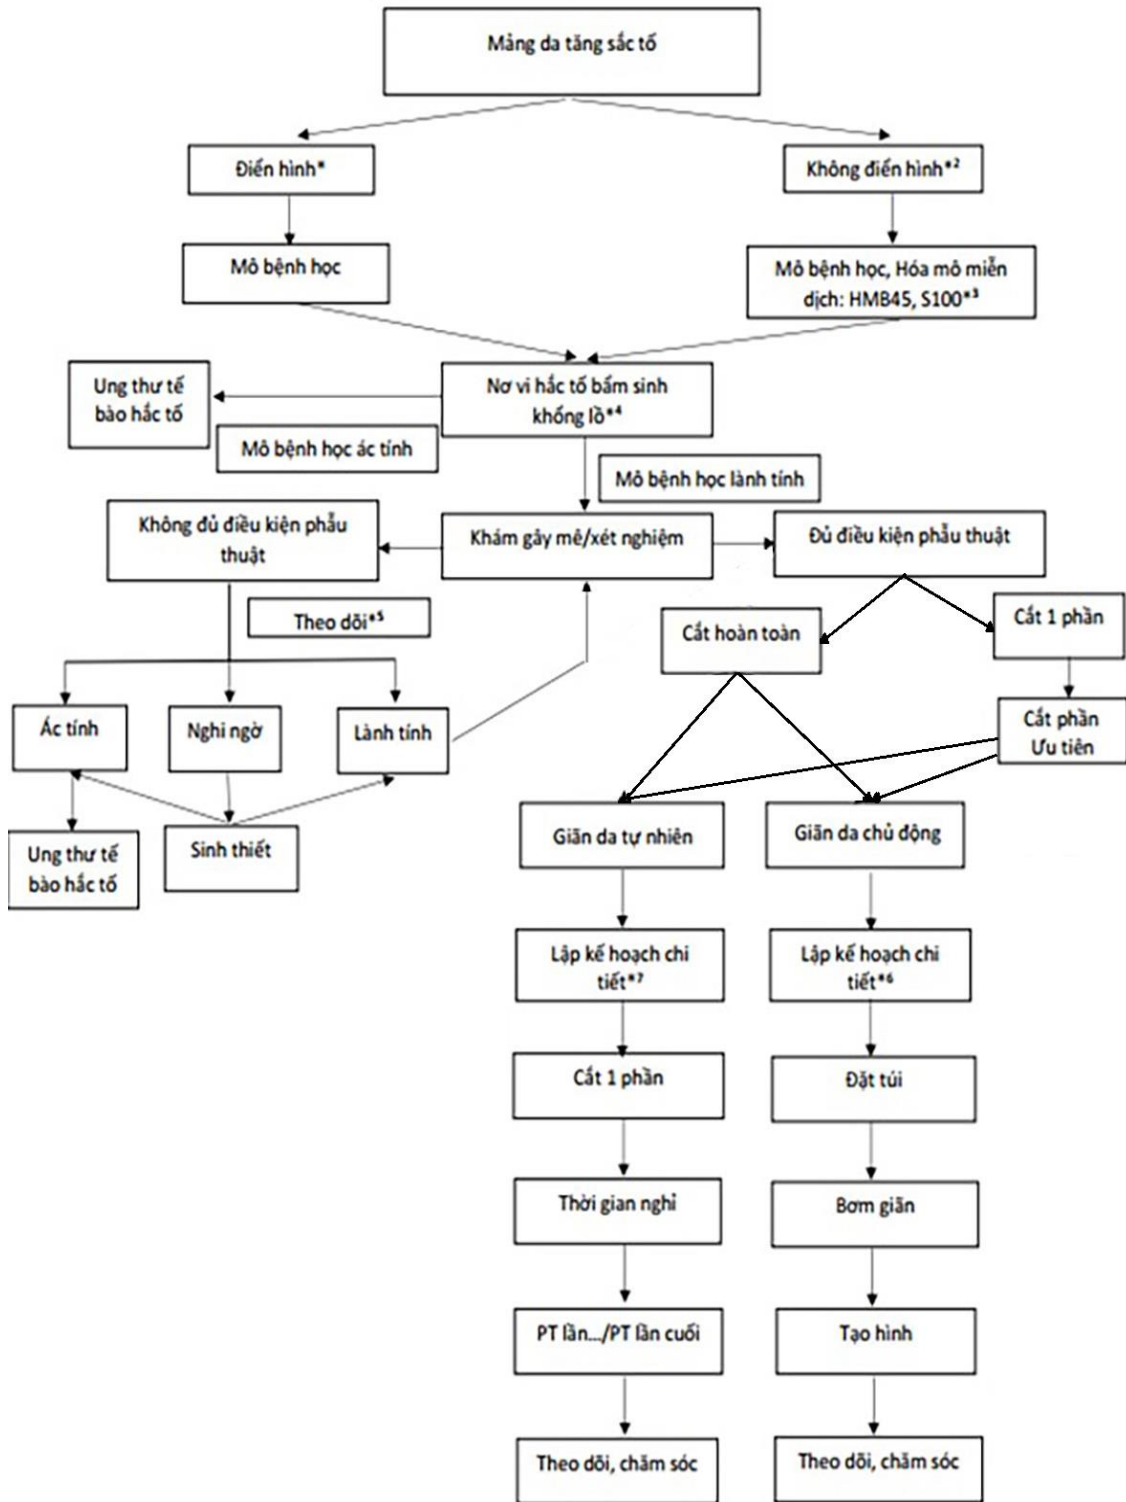 Mảng da tăng sắc tố
Điển hình*
Không điển hình*²
Mô bệnh học
Mô bệnh học, Hóa mô miễn
dịch: HMB45, S100*³
Ung thư tế
bào hắc tố
Nơ vi hắc tố bẩm sinh
khổng lồ*⁴
Mô bệnh học ác tính
Mô bệnh học lành tính
Không đủ điều kiện phẫu
thuật
Khám gây mê/xét nghiệm
Đủ điều kiện phẫu thuật
Theo dõi*⁵
Cắt hoàn toàn
Cắt 1 phần
Ác tính
Nghi ngờ
Lành tính
Cắt phần
Ưu tiên
Ung thư tế
bào hắc tố
Sinh thiết
Giãn da tự nhiên
Giãn da chủ động
Lập kế hoạch chi
tiết*⁷
Lập kế hoạch chi
tiết*⁶
Cắt 1 phần
Đặt túi
Thời gian nghỉ
Bơm giãn
PT lần.../PT lần cuối
Tạo hình
Theo dõi, chăm sóc
Theo dõi, chăm sóc